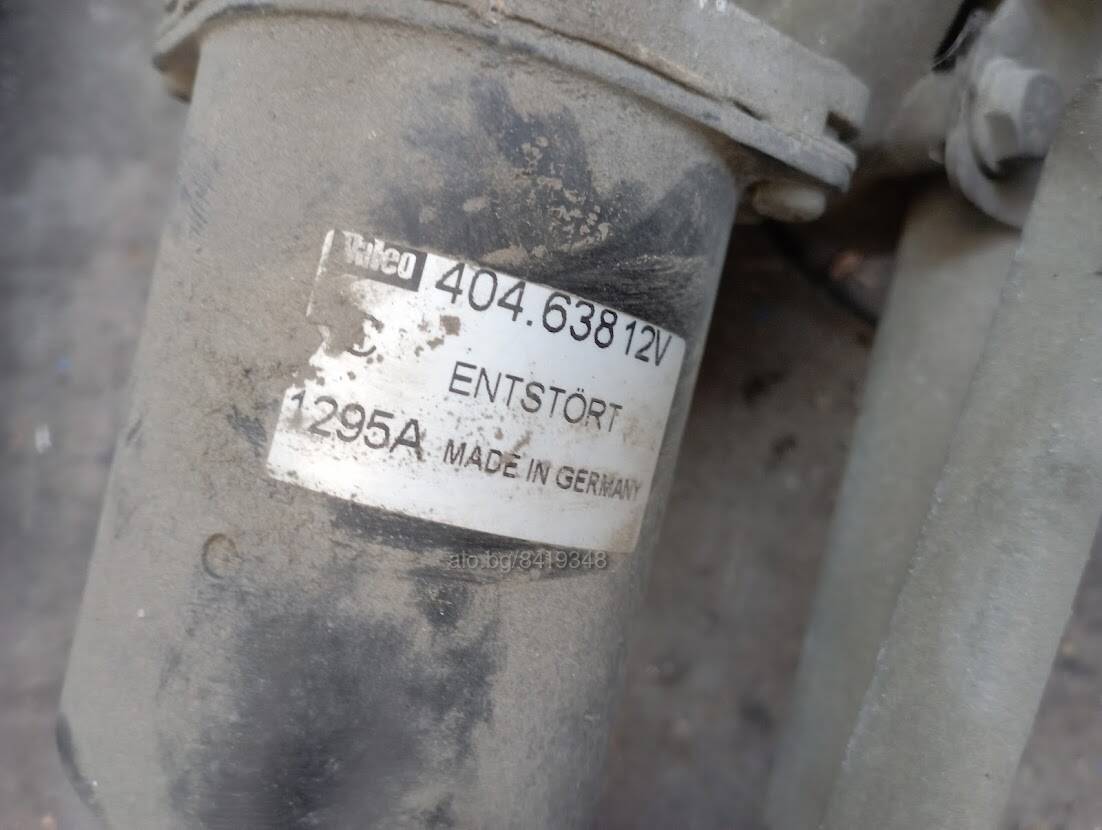 Valeo 404.638 12V
ENTSTÖRT
1295A MADE IN GERMANY
alo.bg/8419348